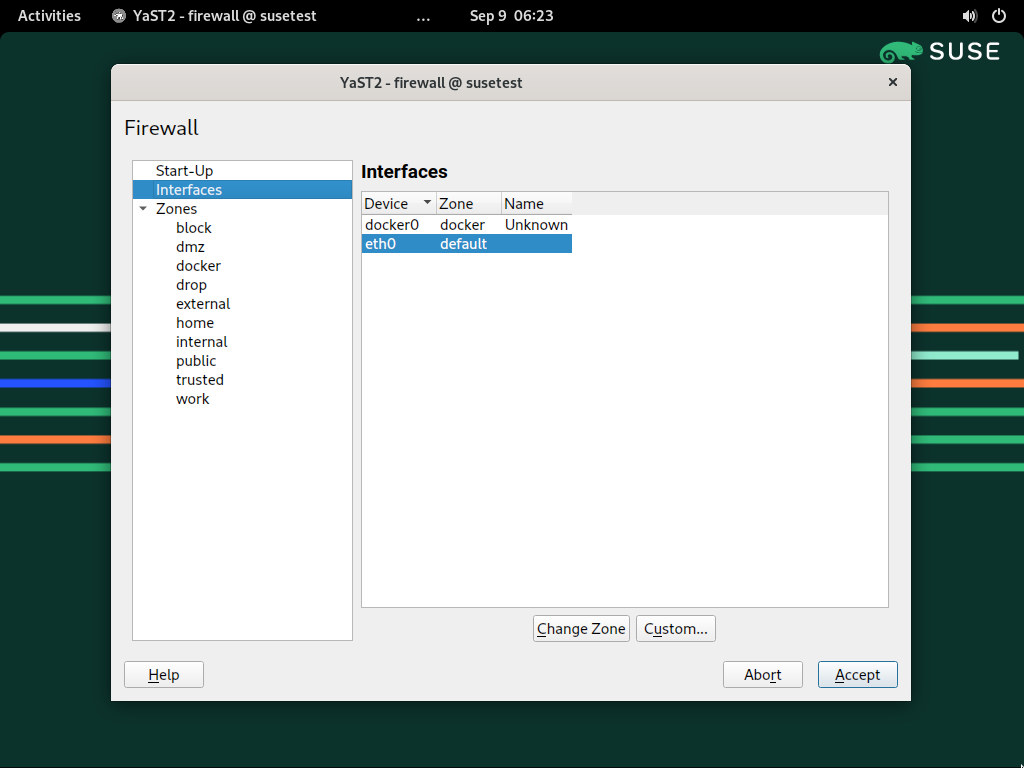 Activities YaST2 - firewall @ susetest ... Sep 9 06:23
SUSE
YaST2 - firewall @ susetest
Firewall
Start-Up
Interfaces
Zones
block
dmz
docker
drop
external
home
internal
public
trusted
work
Interfaces
Device Zone Name
docker0 docker Unknown
eth0 default
Change Zone Custom...
Help Abort Accept